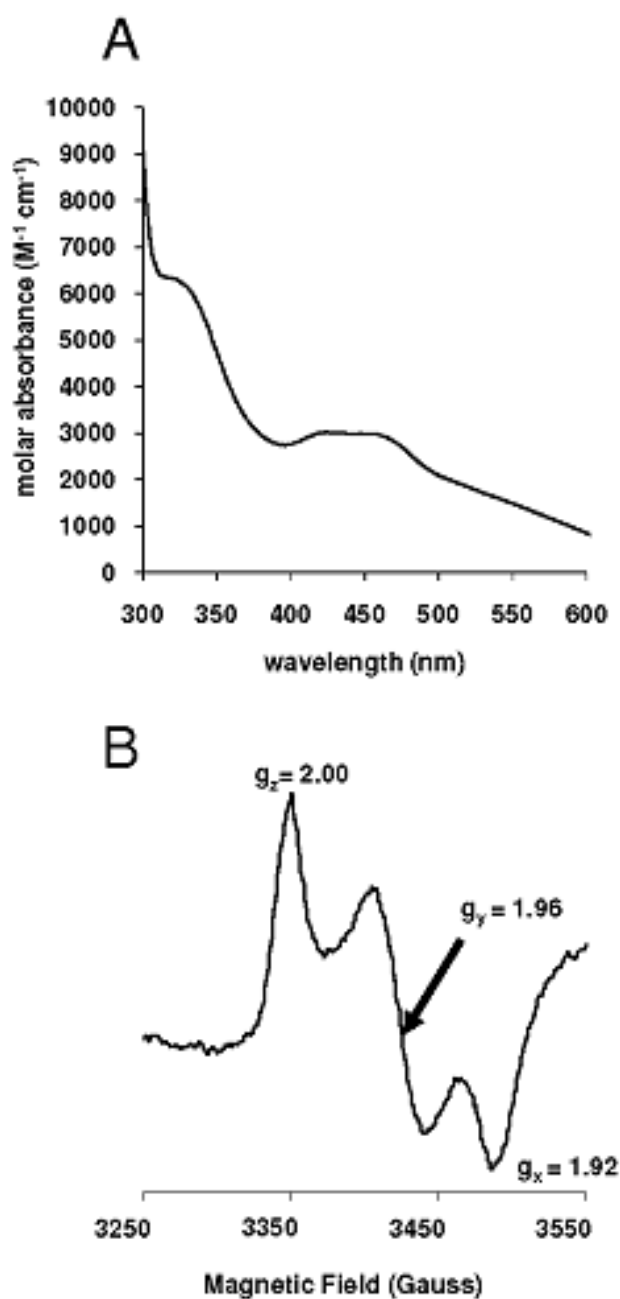 A
10000
9000
8000
7000
6000
5000
4000
3000
2000
1000
0
molar absorbance (M⁻¹ cm⁻¹)
300 350 400 450 500 550 600
wavelength (nm)
B
g_z = 2.00
g_y = 1.96
g_x = 1.92
3250 3350 3450 3550
Magnetic Field (Gauss)